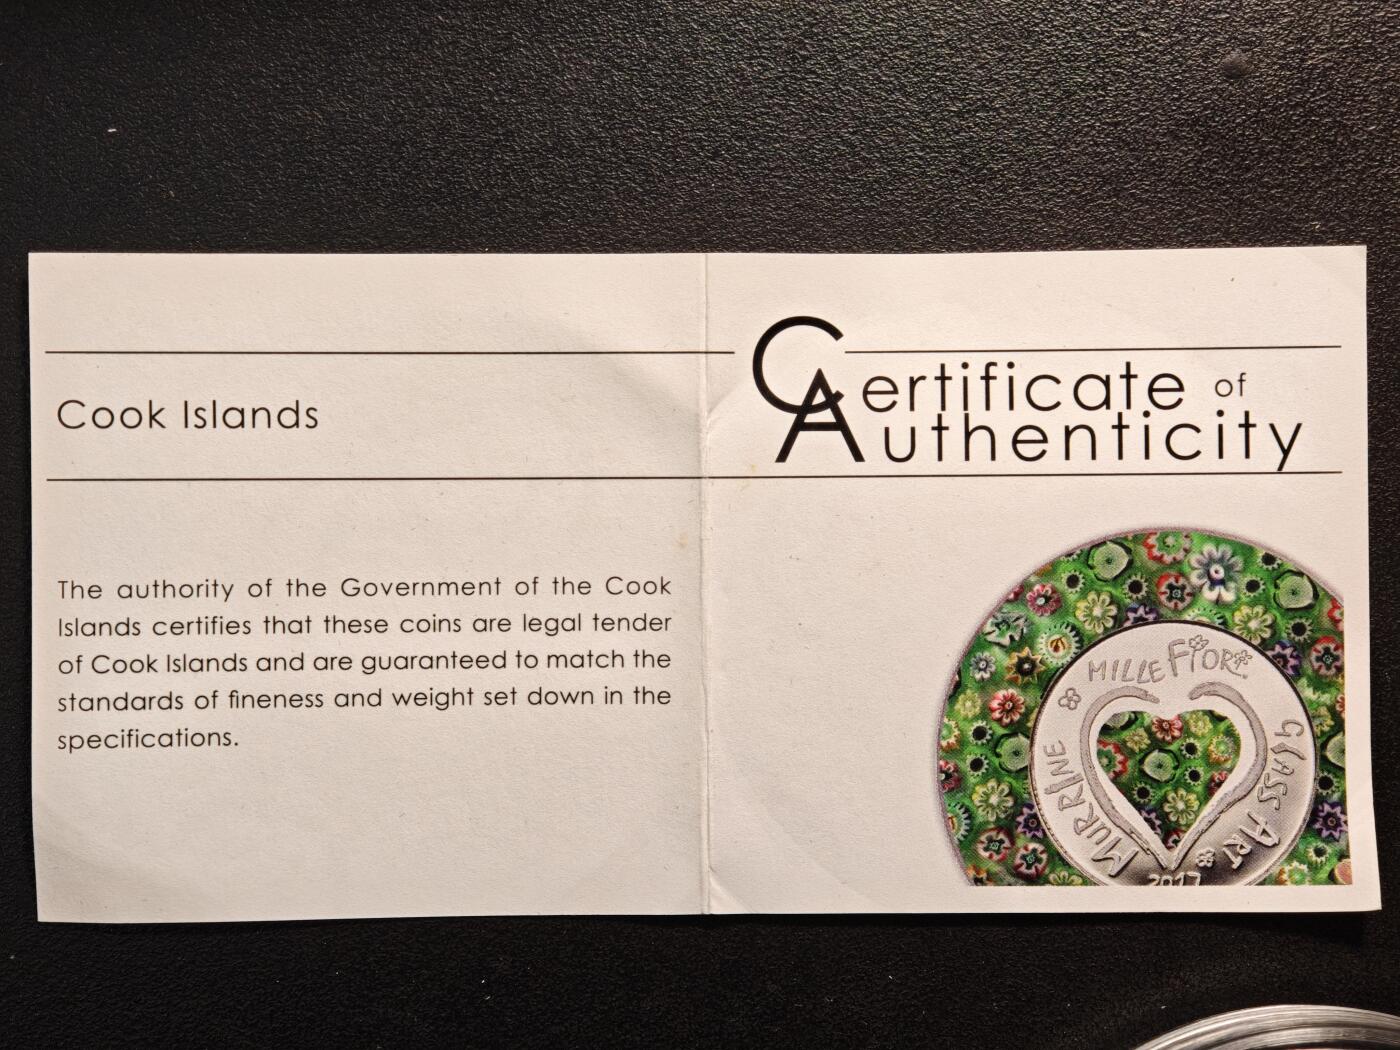 Cook Islands
The authority of the Government of the Cook
Islands certifies that these coins are legal tender
of Cook Islands and are guaranteed to match the
standards of fineness and weight set down in the
specifications.
Certificate of
Authenticity
MURRINE MILLEFIORI GLASS ART
2017